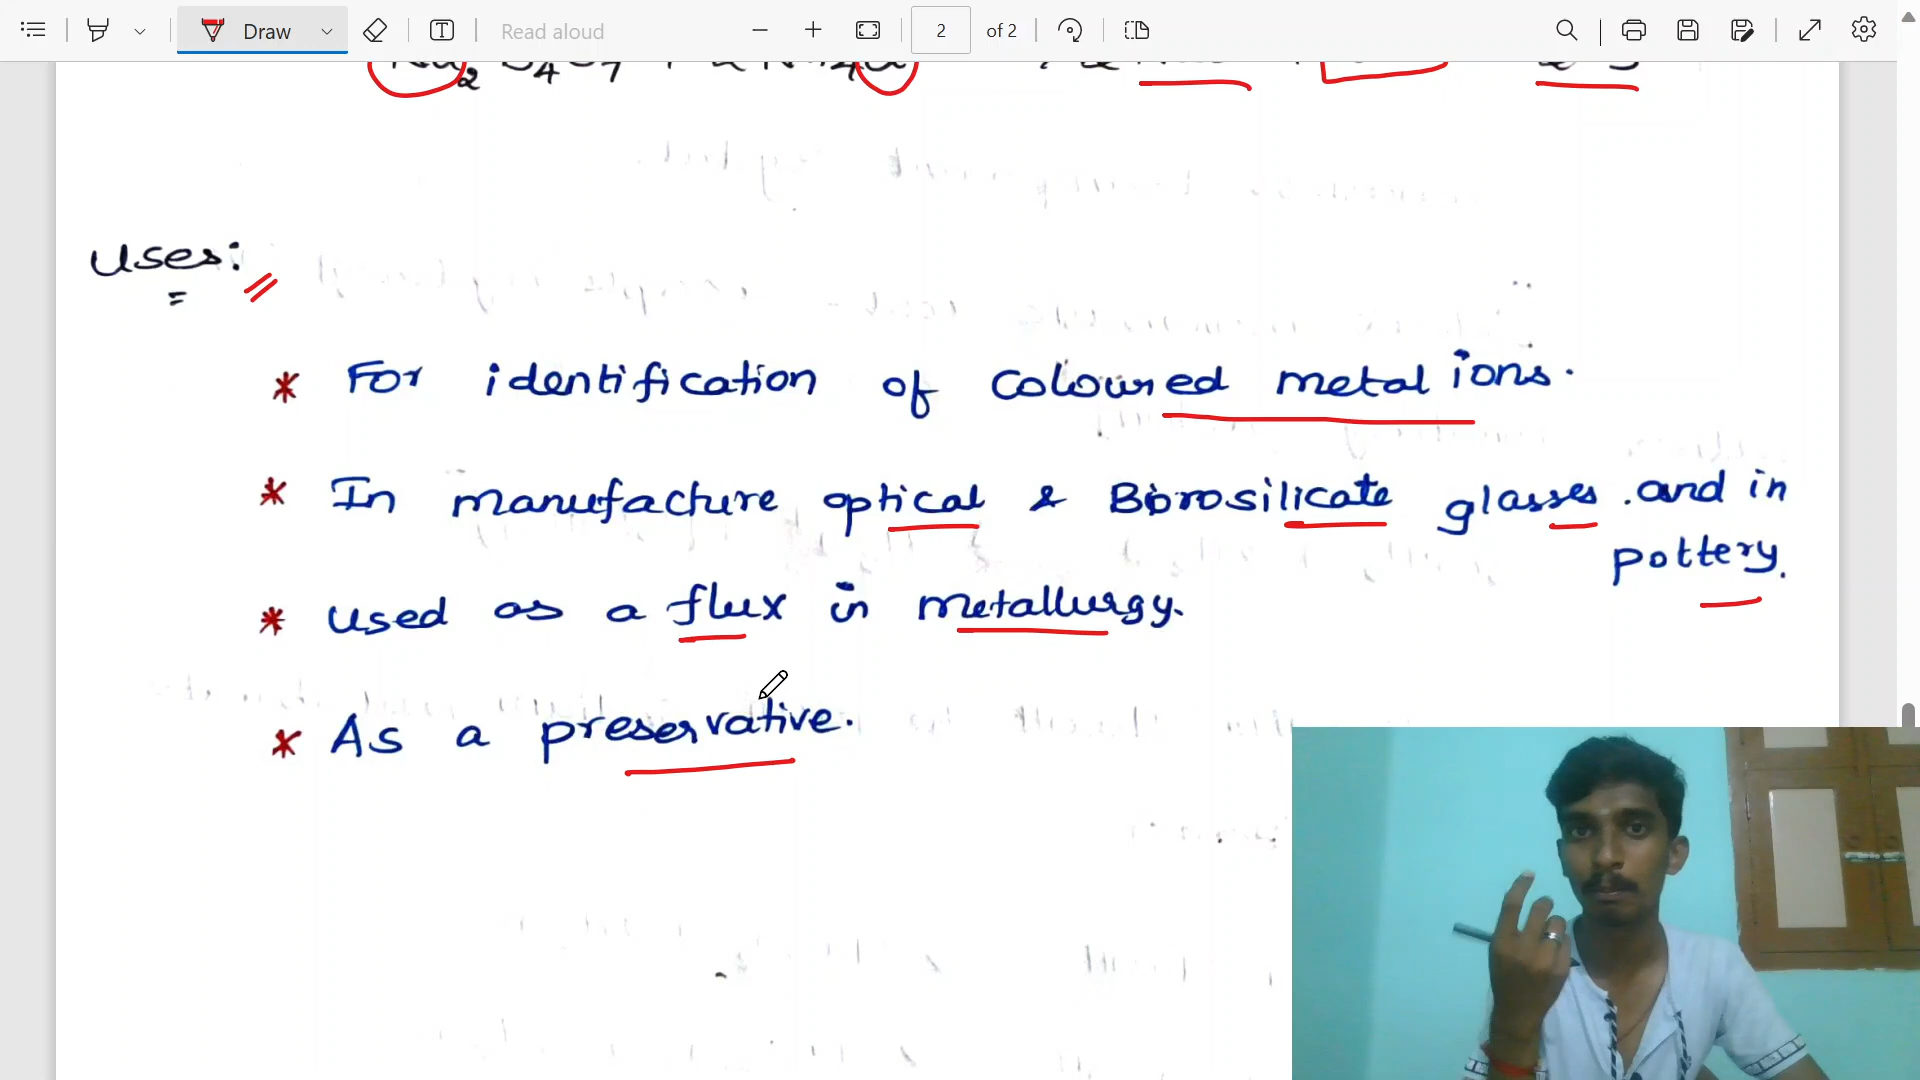 Draw
Read aloud
2 of 2
Uses:
* For identification of coloured metal ions.
* In manufacture optical & Borosilicate glasses. and in
pottery.
* Used as a flux in metallurgy.
* As a preservative.